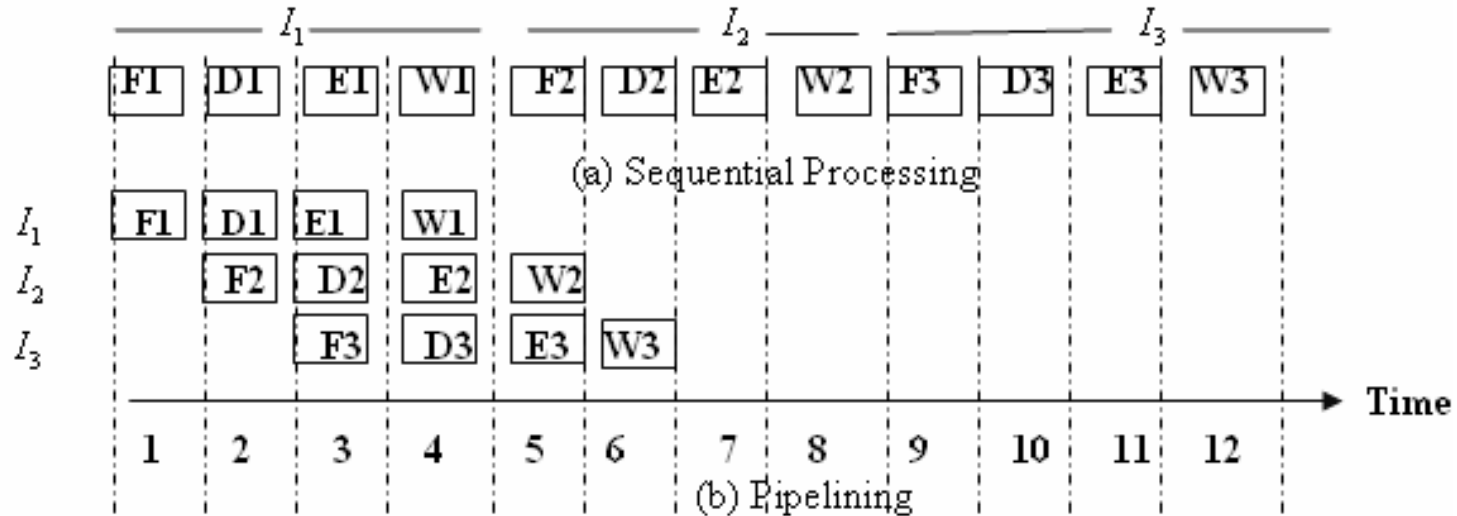 I1 I2 I3
F1 D1 E1 W1 F2 D2 E2 W2 F3 D3 E3 W3
(a) Sequential Processing
I1 F1 D1 E1 W1
I2 F2 D2 E2 W2
I3 F3 D3 E3 W3
Time
1 2 3 4 5 6 7 8 9 10 11 12
(b) Pipelining